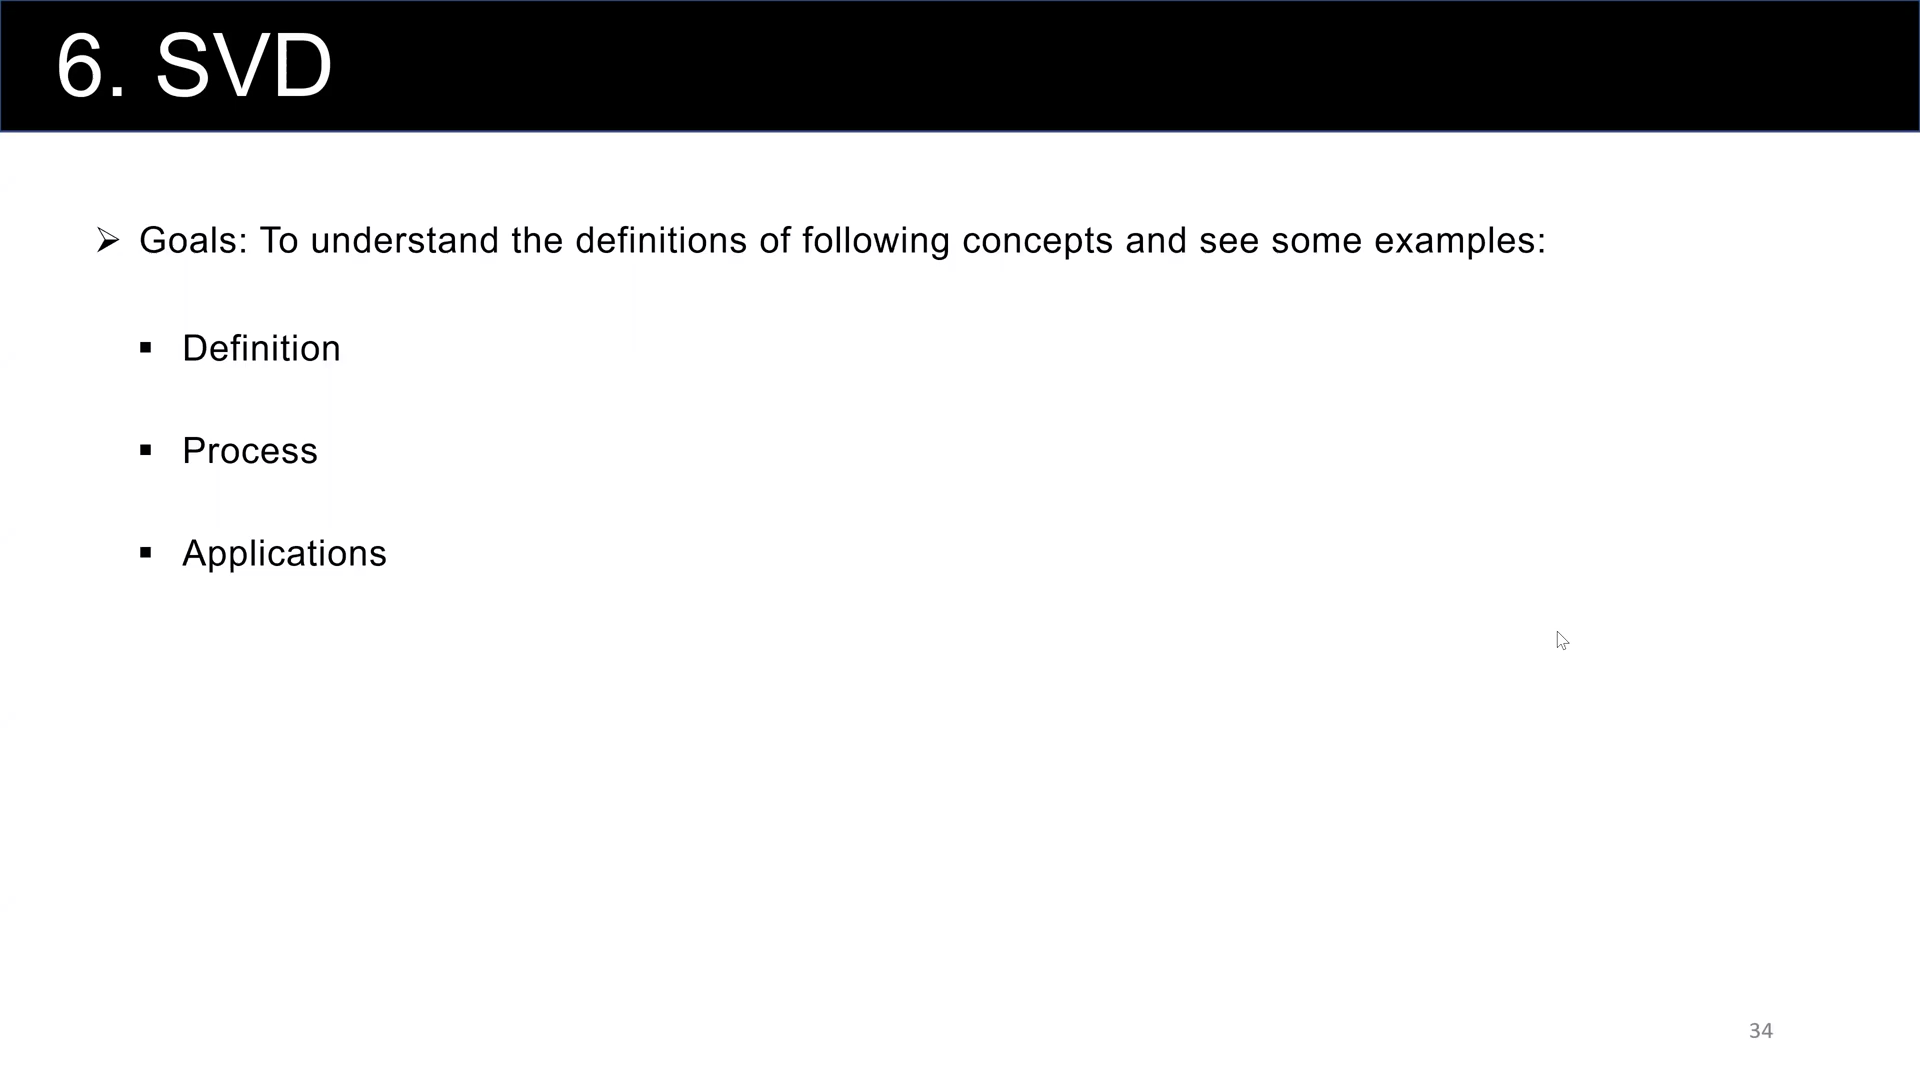 6. SVD
➢ Goals: To understand the definitions of following concepts and see some examples:
▪ Definition
▪ Process
▪ Applications
34